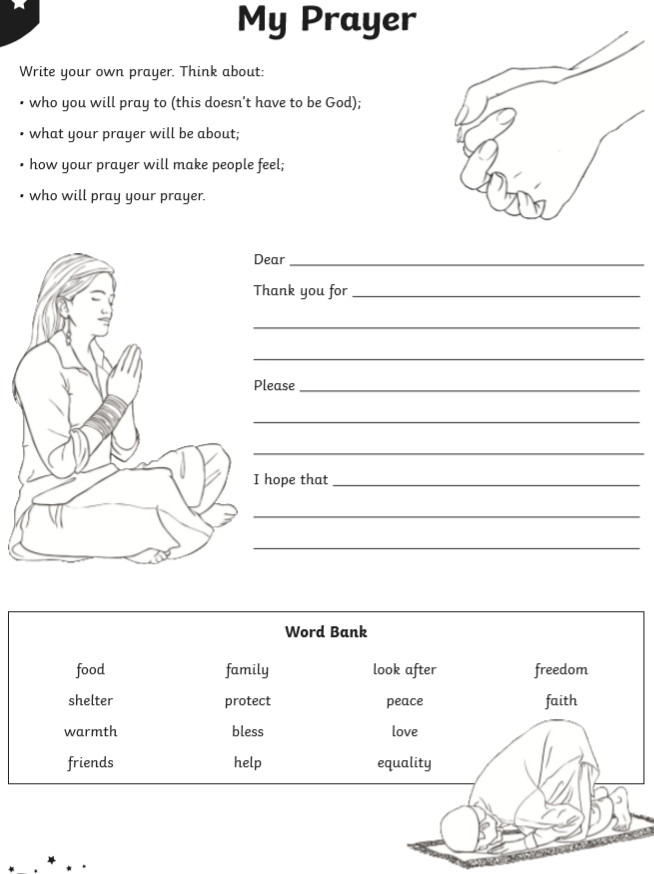 My Prayer
Write your own prayer. Think about:
• who you will pray to (this doesn't have to be God);
• what your prayer will be about;
• how your prayer will make people feel;
• who will pray your prayer.
Dear
Thank you for
Please
I hope that
Word Bank
food family look after freedom
shelter protect peace faith
warmth bless love
friends help equality